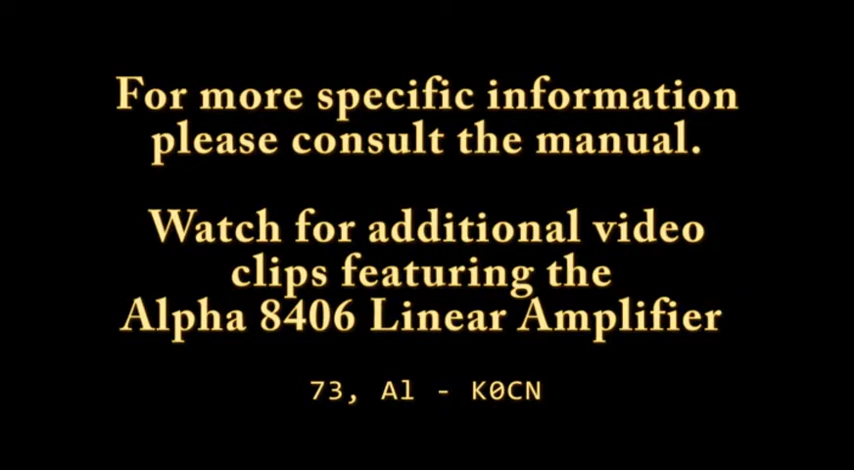 For more specific information
please consult the manual.
Watch for additional video
clips featuring the
Alpha 8406 Linear Amplifier
73, Al - K0CN